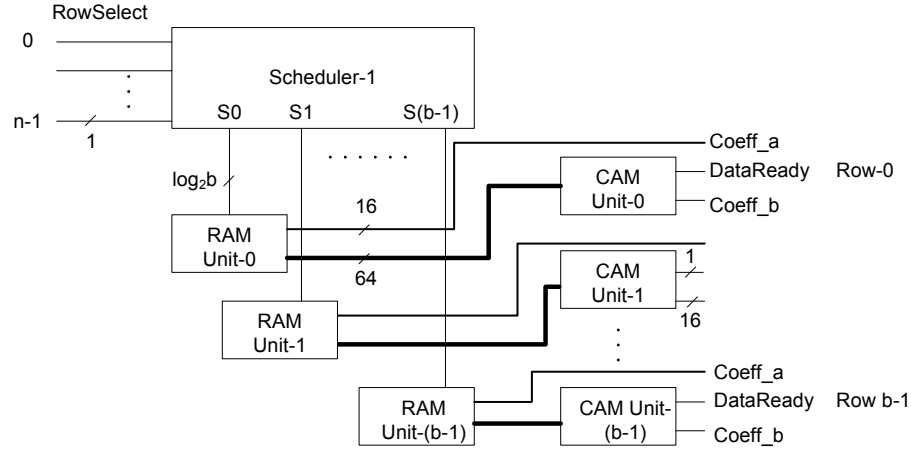 RowSelect
0
n-1
1
Scheduler-1
S0 S1 S(b-1)
. . . . . .
log₂b
16
64
RAM
Unit-0
CAM
Unit-0
Coeff_a
DataReady Row-0
Coeff_b
RAM
Unit-1
CAM
Unit-1
1
16
RAM
Unit-(b-1)
CAM Unit-
(b-1)
Coeff_a
DataReady Row b-1
Coeff_b